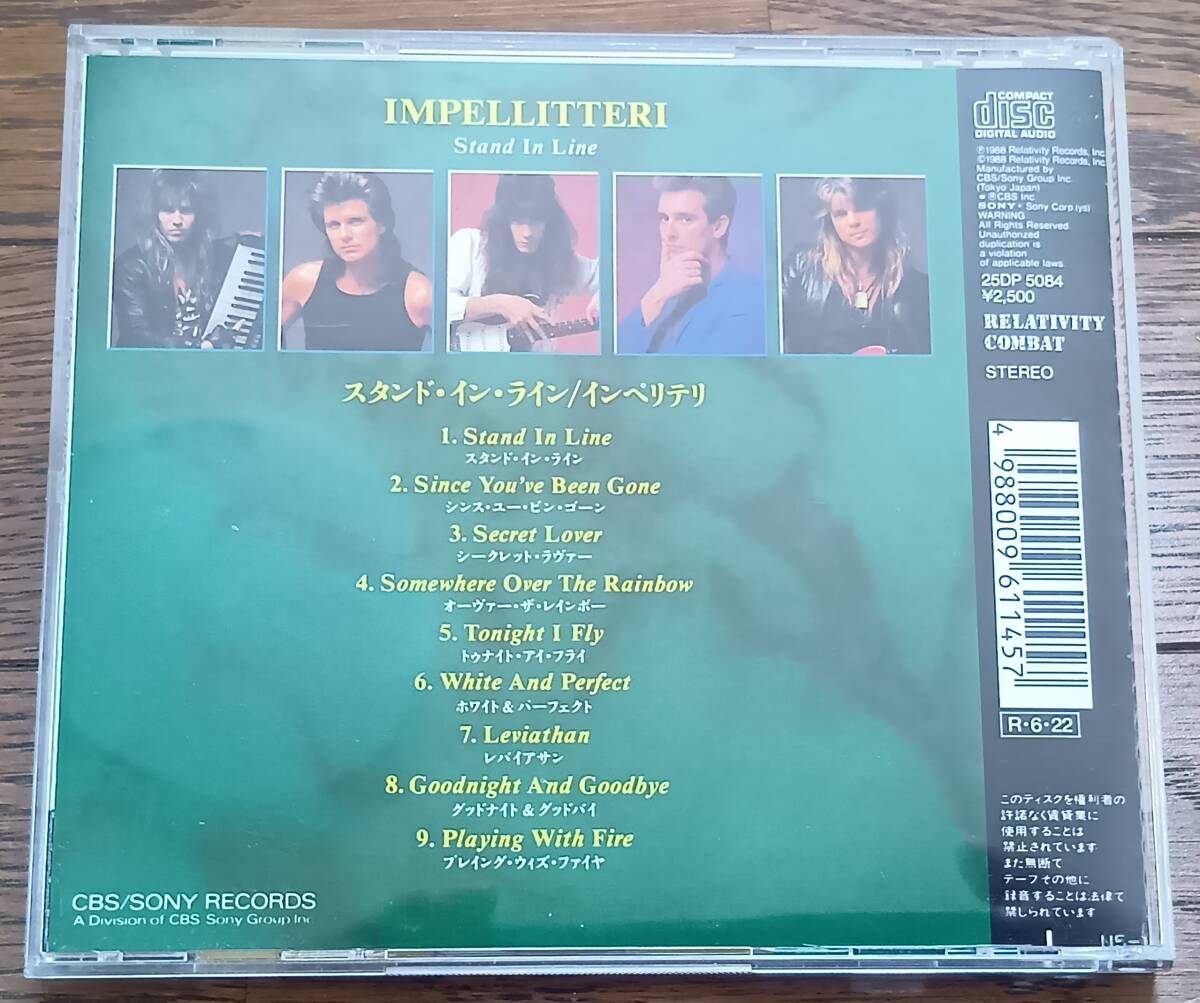 IMPELLITTERI
Stand In Line
スタンド・イン・ライン/インペリテリ
1. Stand In Line
スタンド・イン・ライン
2. Since You've Been Gone
シンス・ユー・ビン・ゴーン
3. Secret Lover
シークレット・ラヴァー
4. Somewhere Over The Rainbow
オーヴァー・ザ・レインボー
5. Tonight I Fly
トゥナイト・アイ・フライ
6. White And Perfect
ホワイト&パーフェクト
7. Leviathan
レバイアサン
8. Goodnight And Goodbye
グッドナイト&グッドバイ
9. Playing With Fire
プレイング・ウィズ・ファイヤ
CBS/SONY RECORDS
A Division of CBS Sony Group Inc.
COMPACT
disc
DIGITAL AUDIO
℗1988 Relativity Records, Inc.
©1988 Relativity Records, Inc.
Manufactured by
CBS/Sony Group Inc.
(Tokyo Japan)
CBS Inc.
SONY・Sony Corp.(ys)
WARNING
All Rights Reserved.
Unauthorized
duplication is
a violation
of applicable laws.
25DP 5084
¥2,500
RELATIVITY
COMBAT
STEREO
4 988009 611457
R・6・22
このディスクを権利者の
許諾なく賃貸業に
使用することは
禁止されています
また無断で
テープその他に
録音することは法律で
禁じられています